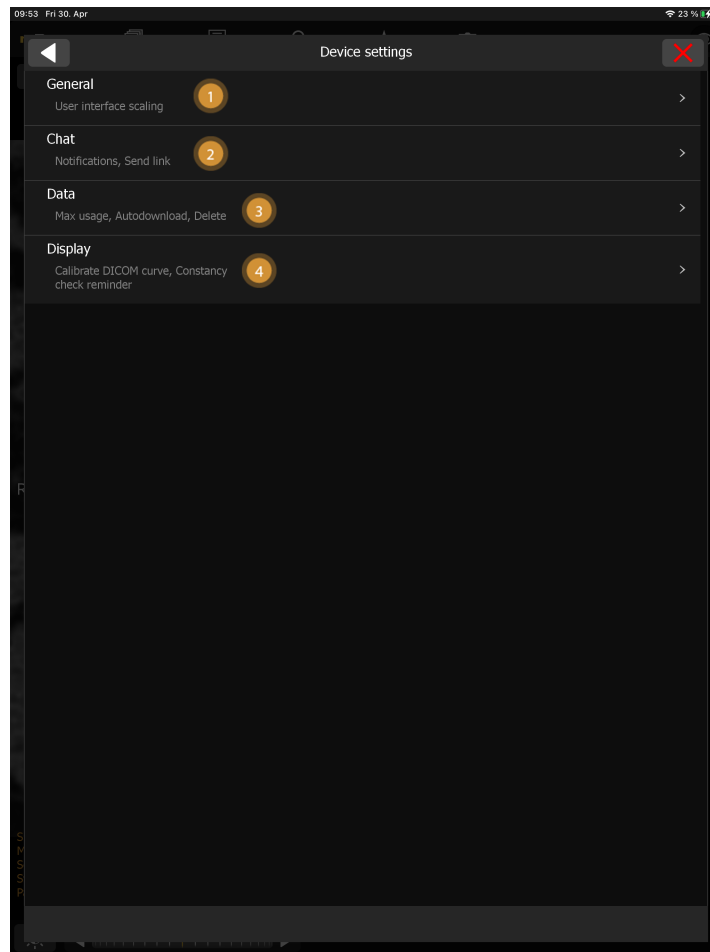 09:53 Fri 30. Apr
23 %
Device settings
General
1
User interface scaling
Chat
2
Notifications, Send link
Data
3
Max usage, Autodownload, Delete
Display
4
Calibrate DICOM curve, Constancy
check reminder
R
S
M
S
S
P